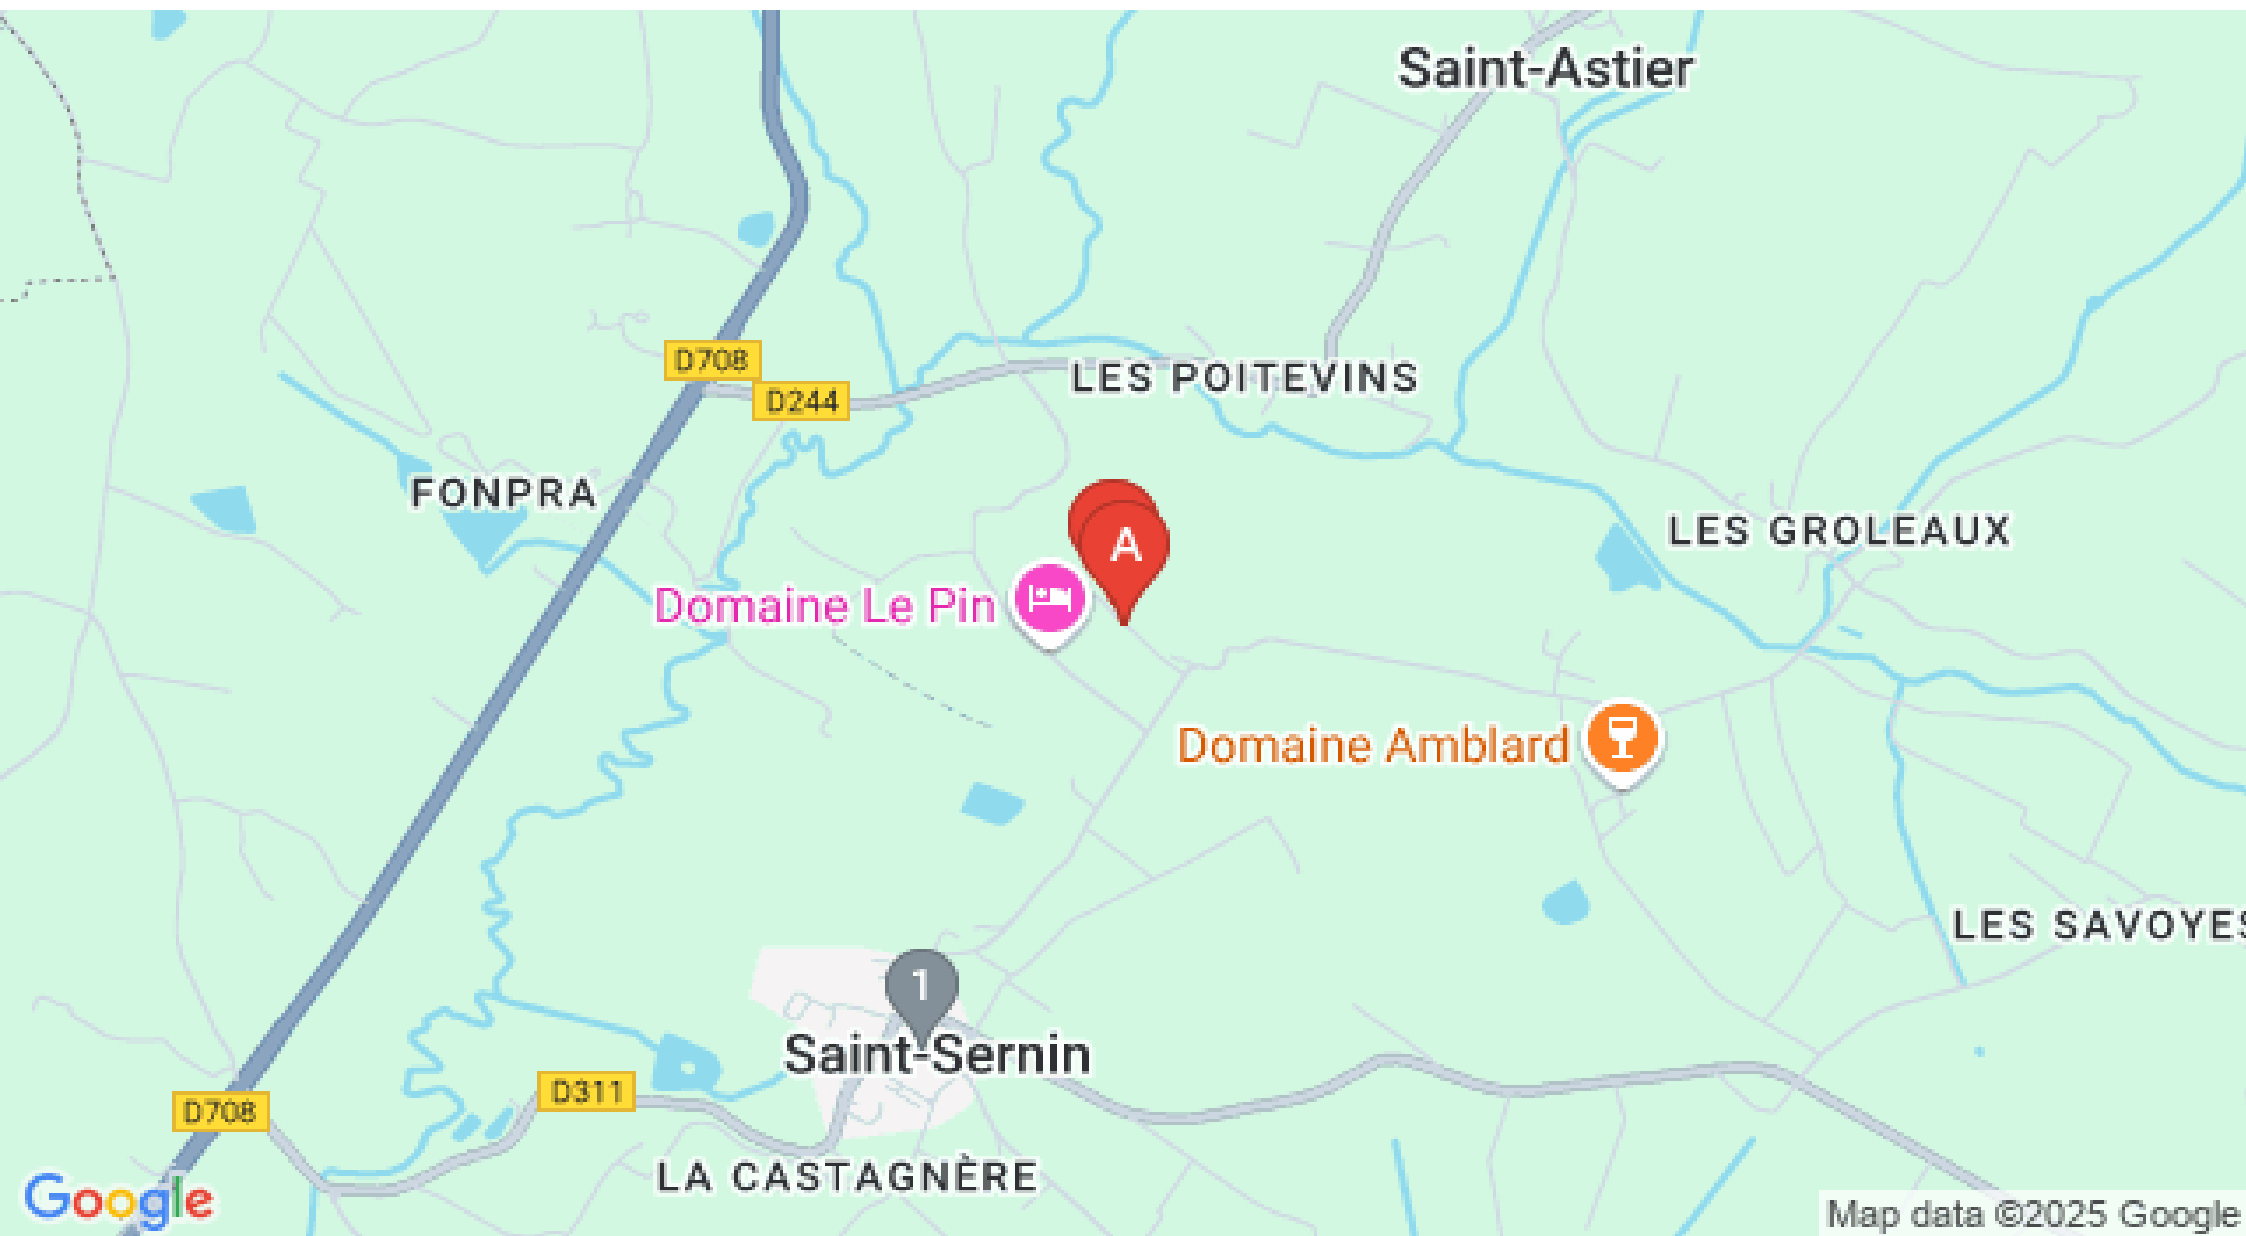 Saint-Astier
D708
D244
LES POITEVINS
FONPRA
LES GROLEAUX
A
Domaine Le Pin
Domaine Amblard
LES SAVOYES
1
Saint-Sernin
D311
D708
LA CASTAGNÈRE
Google
Map data ©2025 Google